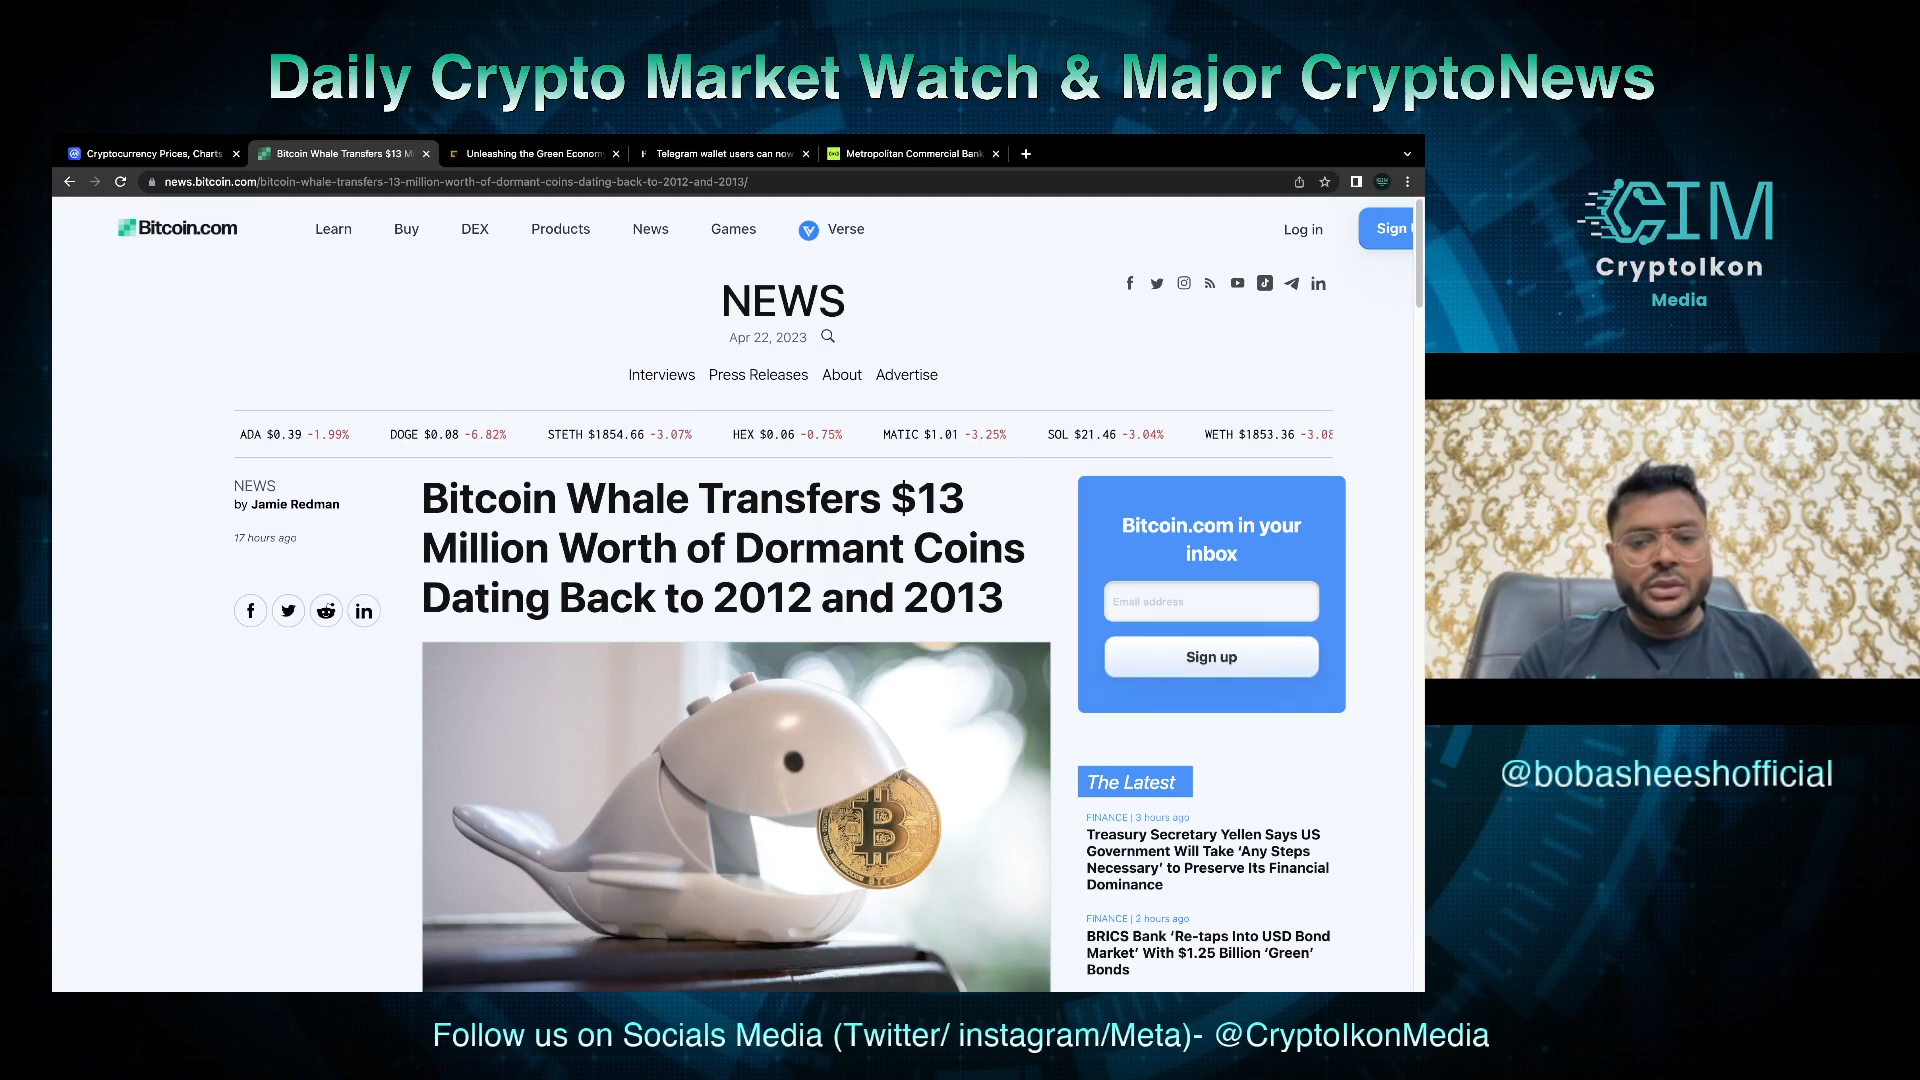 Daily Crypto Market Watch & Major CryptoNews
Cryptocurrency Prices, Charts
Bitcoin Whale Transfers $13 Mi
Unleashing the Green Economy
Telegram wallet users can now
Metropolitan Commercial Bank
news.bitcoin.com/bitcoin-whale-transfers-13-million-worth-of-dormant-coins-dating-back-to-2012-and-2013/
Bitcoin.com
Learn Buy DEX Products News Games Verse
Log in
Sign
NEWS
Apr 22, 2023
Interviews Press Releases About Advertise
ADA $0.39 -1.99% DOGE $0.08 -6.82% STETH $1854.66 -3.07% HEX $0.06 -0.75% MATIC $1.01 -3.25% SOL $21.46 -3.04% WETH $1853.36 -3.08
NEWS
by Jamie Redman
17 hours ago
Bitcoin Whale Transfers $13
Million Worth of Dormant Coins
Dating Back to 2012 and 2013
BTC
Bitcoin.com in your
inbox
Email address
Sign up
The Latest
FINANCE | 3 hours ago
Treasury Secretary Yellen Says US
Government Will Take ‘Any Steps
Necessary’ to Preserve Its Financial
Dominance
FINANCE | 2 hours ago
BRICS Bank ‘Re-taps Into USD Bond
Market’ With $1.25 Billion ‘Green’
Bonds
CIM
CryptoIkon
Media
@bobasheeshofficial
Follow us on Socials Media (Twitter/ instagram/Meta)- @CryptoIkonMedia